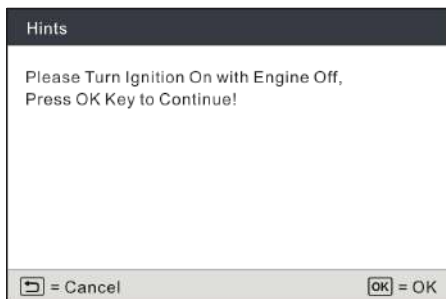 Hints
Please Turn Ignition On with Engine Off,
Press OK Key to Continue!
= Cancel
OK = OK